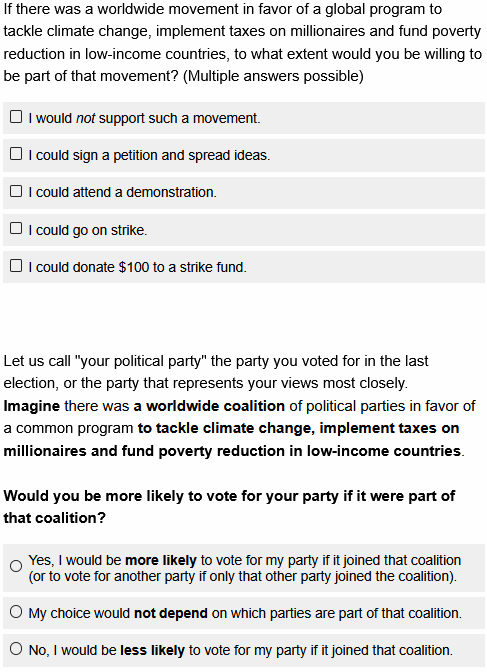 If there was a worldwide movement in favor of a global program to
tackle climate change, implement taxes on millionaires and fund poverty
reduction in low-income countries, to what extent would you be willing to
be part of that movement? (Multiple answers possible)
I would not support such a movement.
I could sign a petition and spread ideas.
I could attend a demonstration.
I could go on strike.
I could donate $100 to a strike fund.
Let us call "your political party" the party you voted for in the last
election, or the party that represents your views most closely.
Imagine there was a worldwide coalition of political parties in favor of
a common program to tackle climate change, implement taxes on
millionaires and fund poverty reduction in low-income countries.
Would you be more likely to vote for your party if it were part of
that coalition?
Yes, I would be more likely to vote for my party if it joined that coalition
(or to vote for another party if only that other party joined the coalition).
My choice would not depend on which parties are part of that coalition.
No, I would be less likely to vote for my party if it joined that coalition.